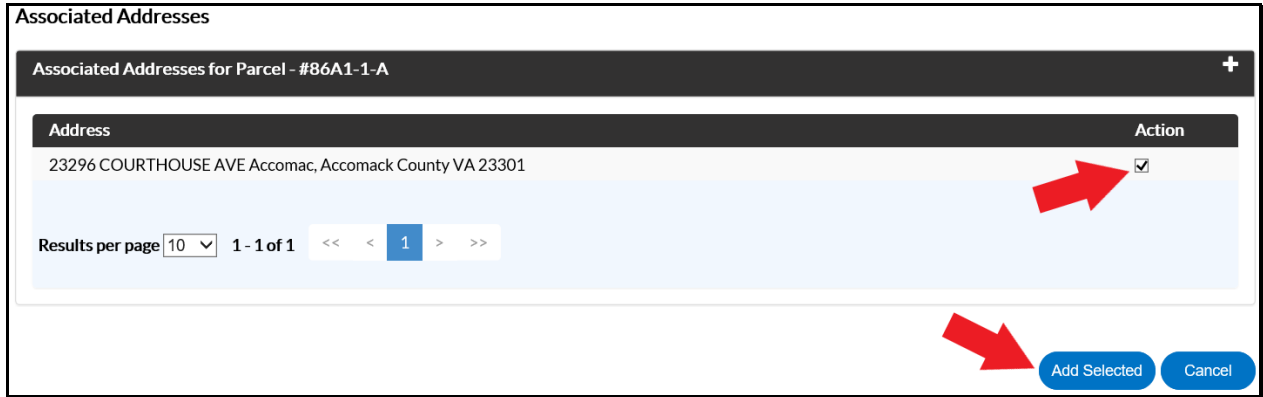 Associated Addresses
Associated Addresses for Parcel - #86A1-1-A +
Address Action
23296 COURTHOUSE AVE Accomac, Accomack County VA 23301
Results per page 10 1 - 1 of 1 << < 1 > >>
Add Selected Cancel